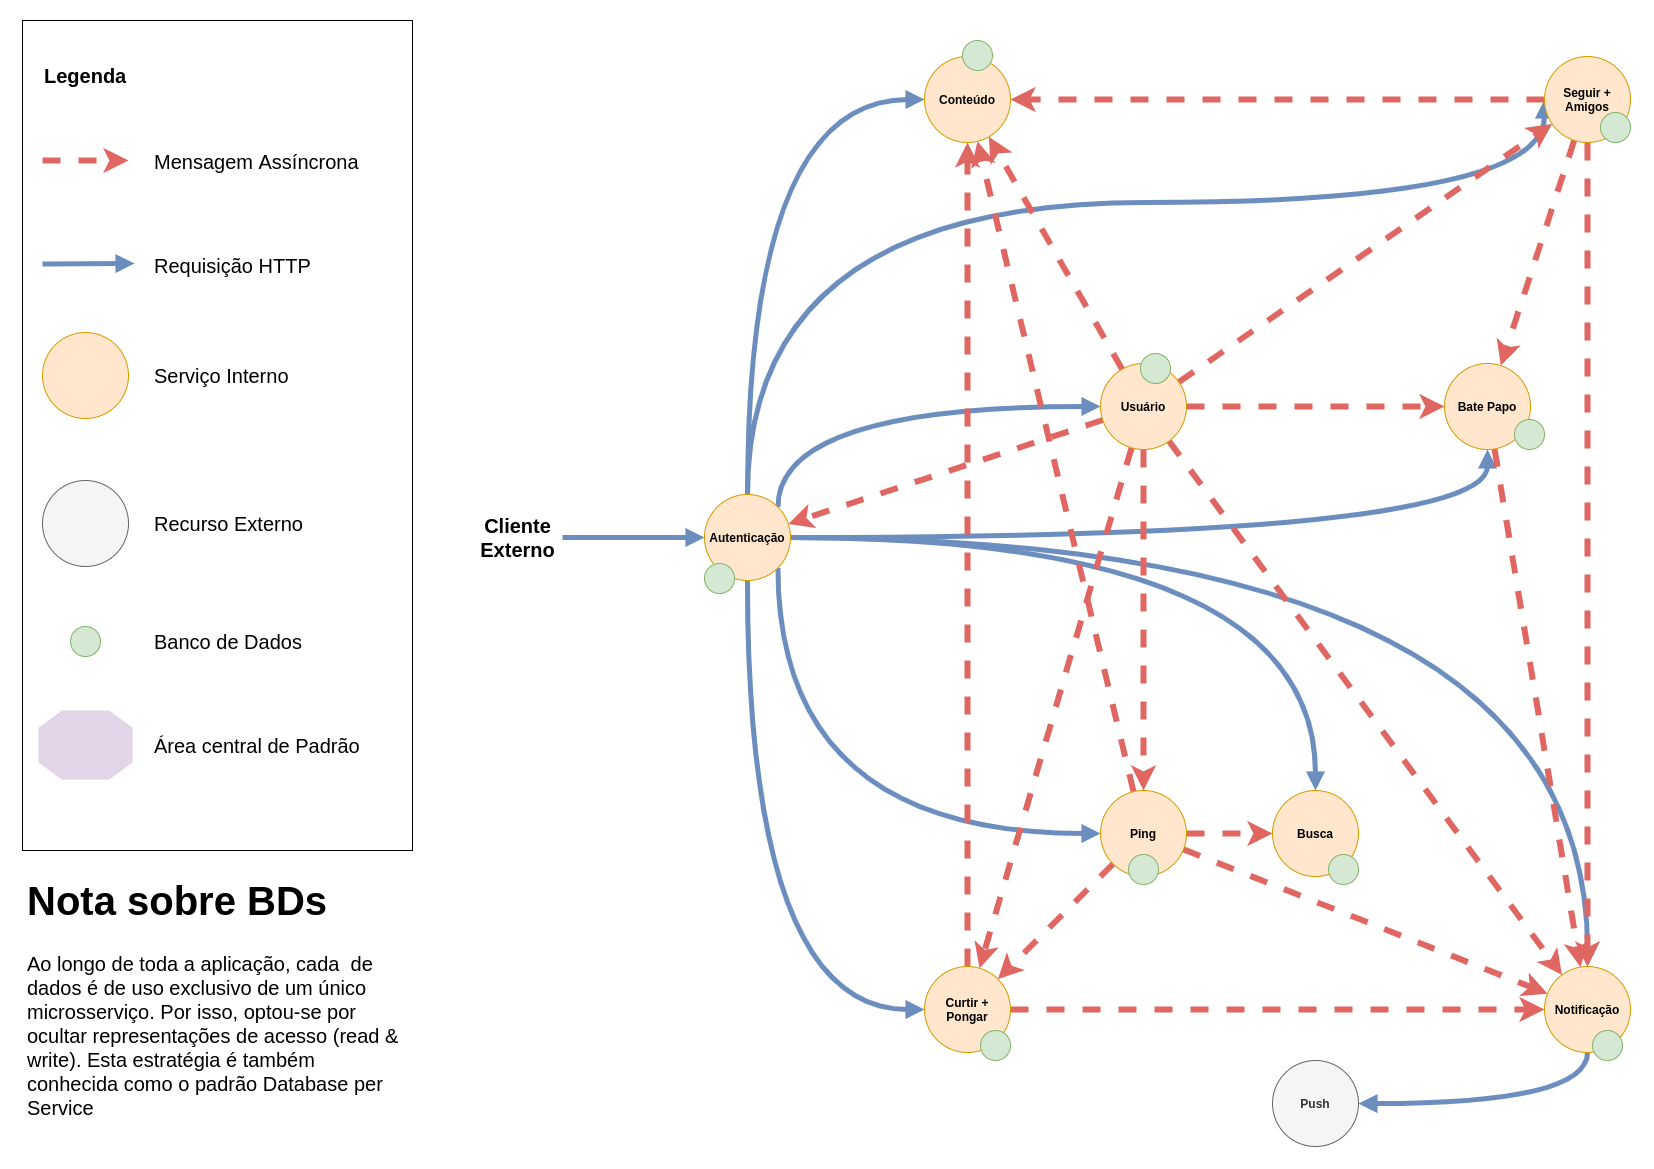 Legenda
Mensagem Assíncrona
Requisição HTTP
Serviço Interno
Recurso Externo
Banco de Dados
Área central de Padrão
Nota sobre BDs
Ao longo de toda a aplicação, cada  de
dados é de uso exclusivo de um único
microsserviço. Por isso, optou-se por
ocultar representações de acesso (read &
write). Esta estratégia é também
conhecida como o padrão Database per
Service
Cliente
Externo
Conteúdo
Seguir +
Amigos
Usuário
Bate Papo
Autenticação
Ping
Busca
Curtir +
Pongar
Notificação
Push